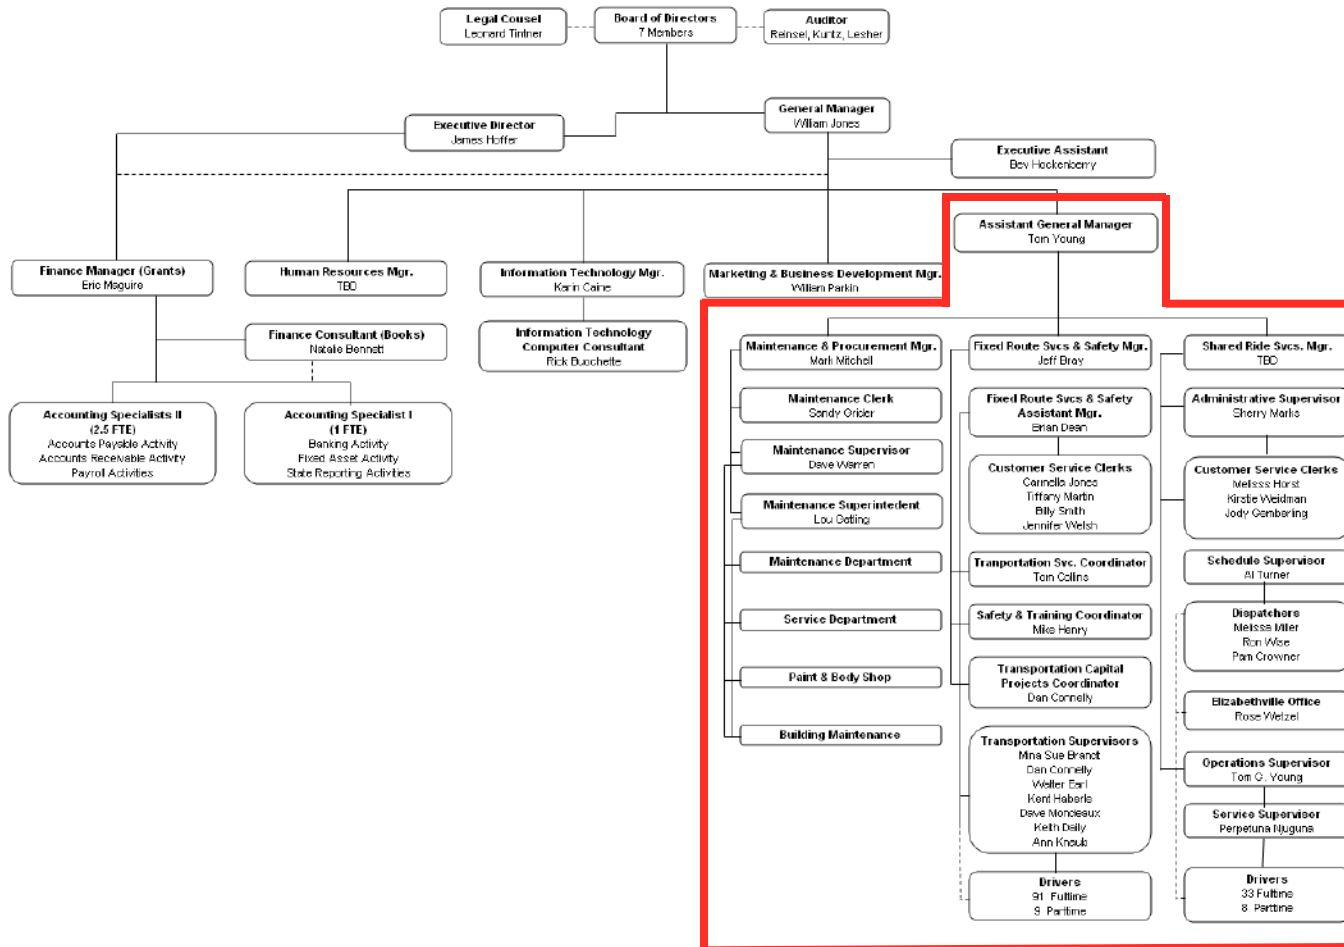 Legal Cousel
Leonard Tintner
Board of Directors
7 Members
Auditor
Reinsel, Kuntz, Lesher
General Manager
William Jones
Executive Director
James Hoffer
Executive Assistant
Bev Hockenberry
Assistant General Manager
Tom Young
Finance Manager (Grants)
Eric Maguire
Human Resources Mgr.
TBD
Information Technology Mgr.
Karin Caine
Marketing & Business Development Mgr.
William Parkin
Finance Consultant (Books)
Natalie Bennett
Information Technology
Computer Consultant
Rick
Accounting Specialists II
(2.5 FTE)
Accounts Payable Activity
Accounts Receivable Activity
Payroll Activities
Accounting Specialist I
(1 FTE)
Banking Activity
Fixed Asset Activity
State Reporting Activities
Maintenance & Procurement Mgr.
Mark Mitchell
Maintenance Clerk
Sandy
Maintenance Supervisor
Dave Warren
Maintenance Superintedent
Lou Gatling
Maintenance Department
Service Department
Paint & Body Shop
Building Maintenance
Fixed Route Svcs & Safety Mgr.
Jeff Bray
Fixed Route Svcs & Safety
Assistant Mgr.
Brian Dean
Customer Service Clerks
Carmella Jones
Tiffany Martin
Billy Smith
Jennifer Welsh
Tranportation Svc. Coordinator
Tom Collins
Safety & Training Coordinator
Mike Henry
Transportation Capital
Projects Coordinator
Dan Connelly
Transportation Supervisors
Mina Sue Brandt
Dan Connelly
Walter Earl
Kent Haberle
Dave Mondeaux
Keith Daily
Ann Knaub
Drivers
91 Fulltime
9 Parttime
Shared Ride Svcs. Mgr.
TBD
Administrative Supervisor
Sherry Marks
Customer Service Clerks
Melissa Horst
Kirstie Weidman
Jody Gamberling
Schedule Supervisor
Al Turner
Dispatchers
Melissa Miller
Ron Wise
Pam Crowner
Elizabethville Office
Rose Wetzel
Operations Supervisor
Tom G. Young
Service Supervisor
Perpetuna Njuguna
Drivers
33 Fulltime
8 Parttime